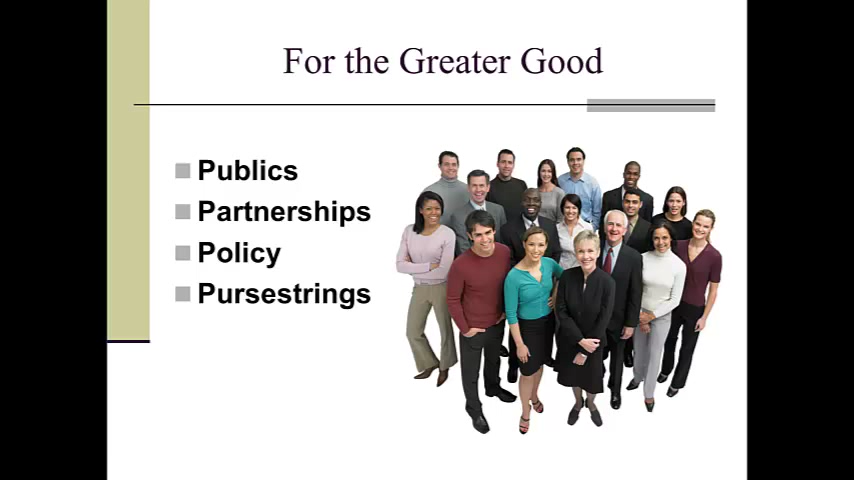 For the Greater Good
Publics
Partnerships
Policy
Pursestrings